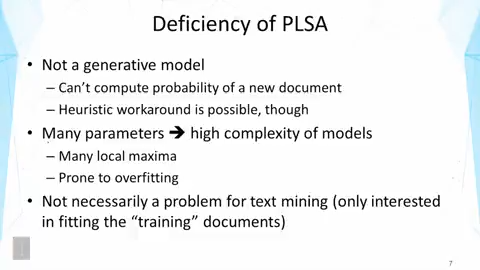 Deficiency of PLSA
• Not a generative model
– Can't compute probability of a new document
– Heuristic workaround is possible, though
• Many parameters ➔ high complexity of models
– Many local maxima
– Prone to overfitting
• Not necessarily a problem for text mining (only interested
in fitting the “training” documents)
7